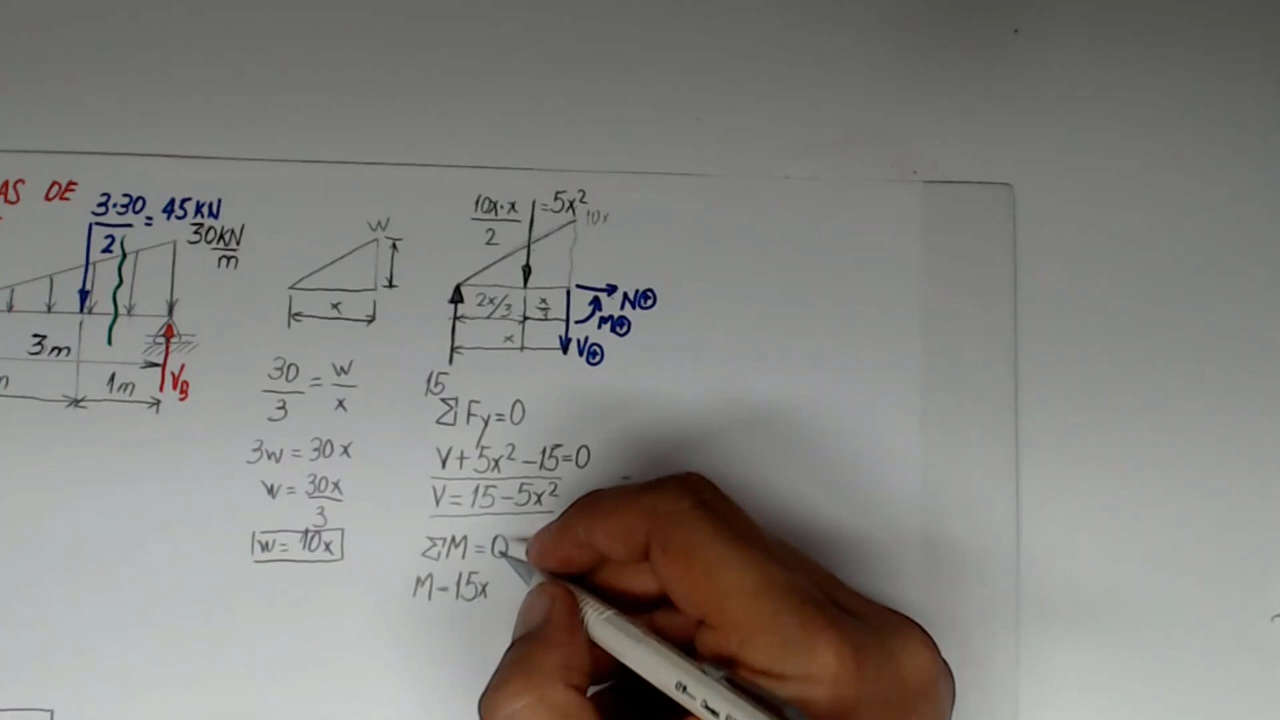 AS DE
3·30 = 45KN
2
30KN
m
3m
1m
VB
w
x
30 = w
3 x
3w = 30x
w = 30x
3
w = 10x
10x·x = 5x²
2
10x
2x/3 x/3
x
N⊕
M⊕
V⊕
15
ΣFy=0
V+5x²-15=0
V=15-5x²
ΣM=0
M-15x